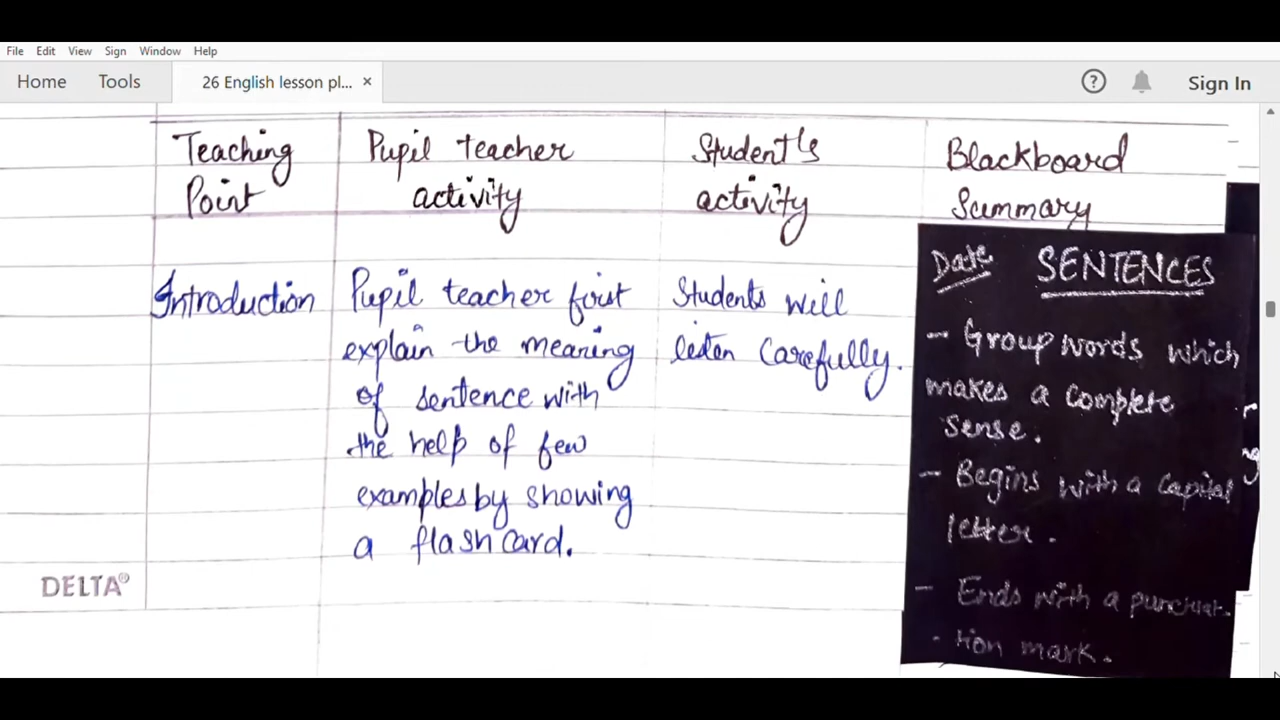 File Edit View Sign Window Help
Home Tools 26 English lesson pl... × ? Sign In
Teaching
Point
Pupil teacher
activity
Student's
activity
Blackboard
Summary
Introduction
Pupil teacher first
explain the mearing
of sentence with
the help of few
examples by showing
a flash card.
Students will
listen carefully.
Date SENTENCES
- Group words which
makes a complete
sense.
- Begins with a capital
letter.
- Ends with a punctuat-
tion mark.
DELTA®